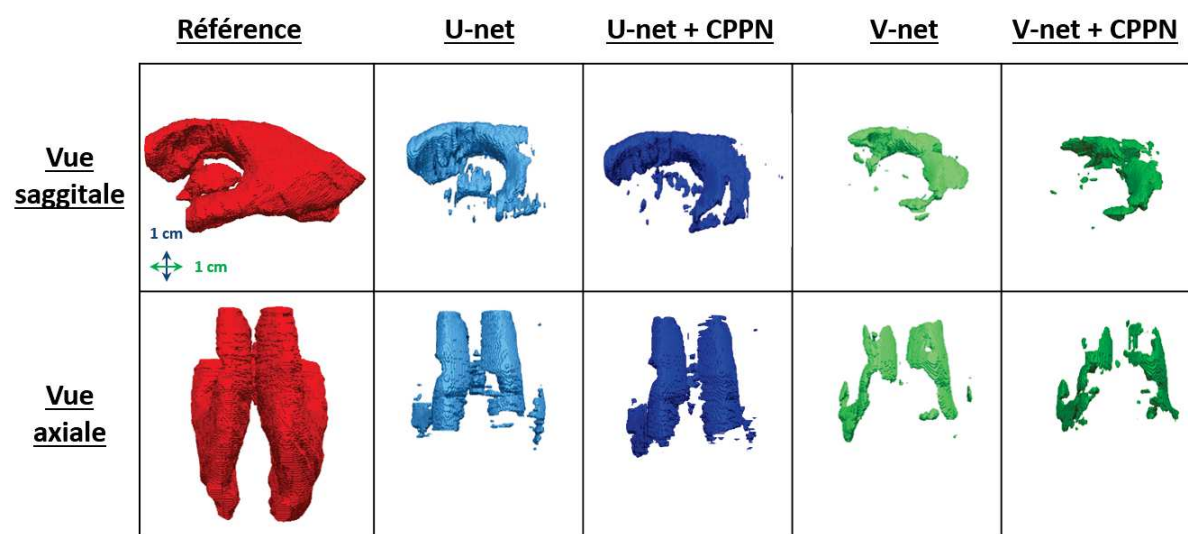 Référence
U-net
U-net + CPPN
V-net
V-net + CPPN
Vue
saggitale
1 cm
1 cm
Vue
axiale